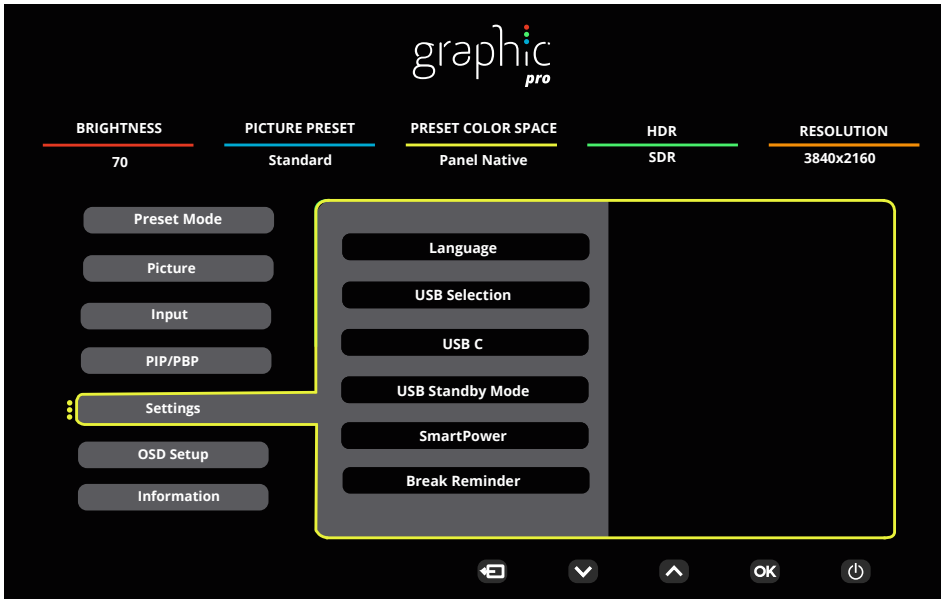 graphic
pro
BRIGHTNESS PICTURE PRESET PRESET COLOR SPACE HDR RESOLUTION
70 Standard Panel Native SDR 3840x2160
Preset Mode
Picture
Input
PIP/PBP
Settings
OSD Setup
Information
Language
USB Selection
USB C
USB Standby Mode
SmartPower
Break Reminder
OK